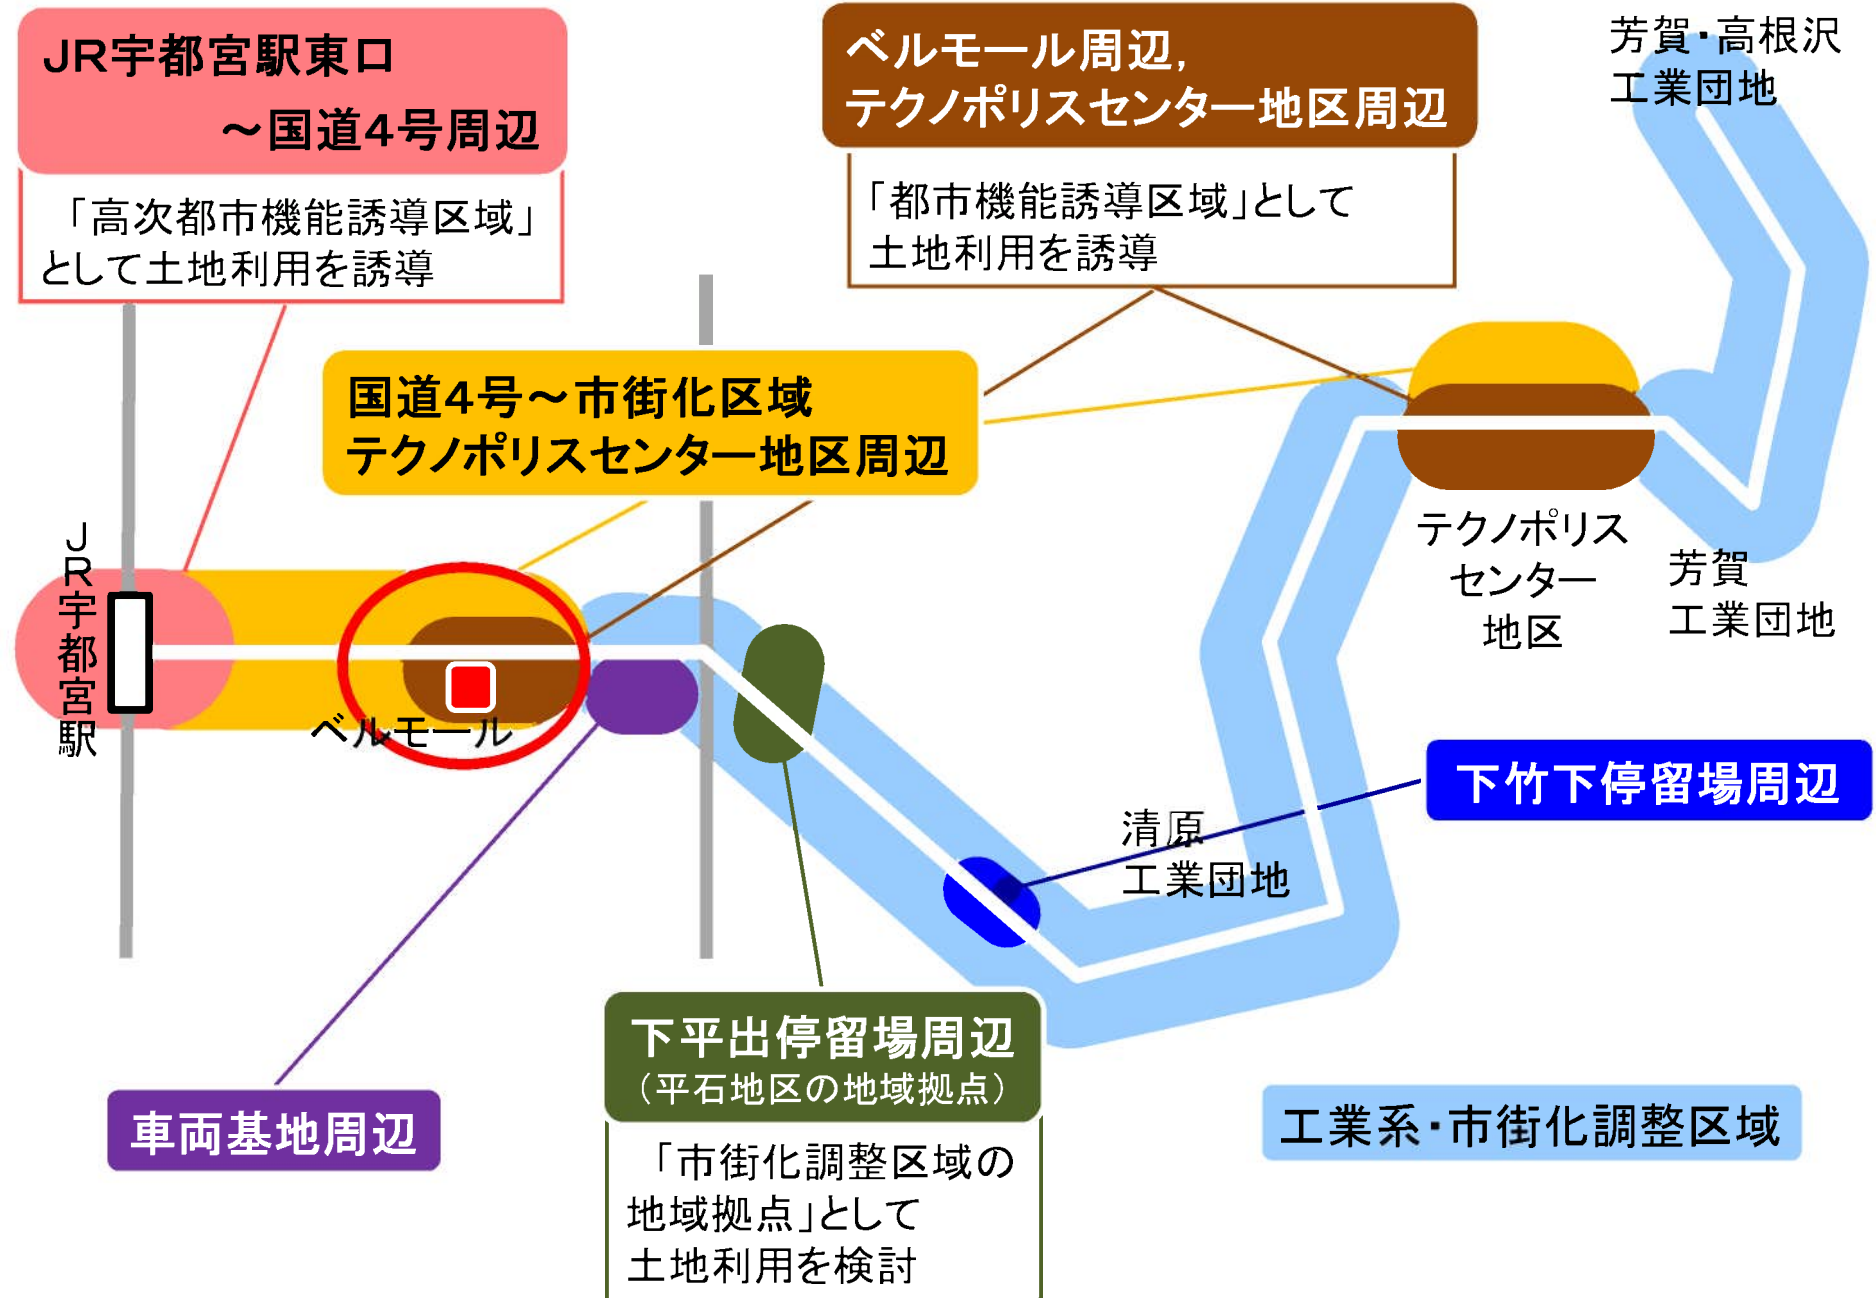 JR宇都宮駅東口
～国道4号周辺
「高次都市機能誘導区域」
として土地利用を誘導
ベルモール周辺,
テクノポリスセンター地区周辺
「都市機能誘導区域」として
土地利用を誘導
芳賀・高根沢
工業団地
国道4号～市街化区域
テクノポリスセンター地区周辺
JR宇都宮駅
ベルモール
テクノポリス
センター
地区
芳賀
工業団地
下竹下停留場周辺
清原
工業団地
下平出停留場周辺
（平石地区の地域拠点）
「市街化調整区域の
地域拠点」として
土地利用を検討
車両基地周辺
工業系・市街化調整区域